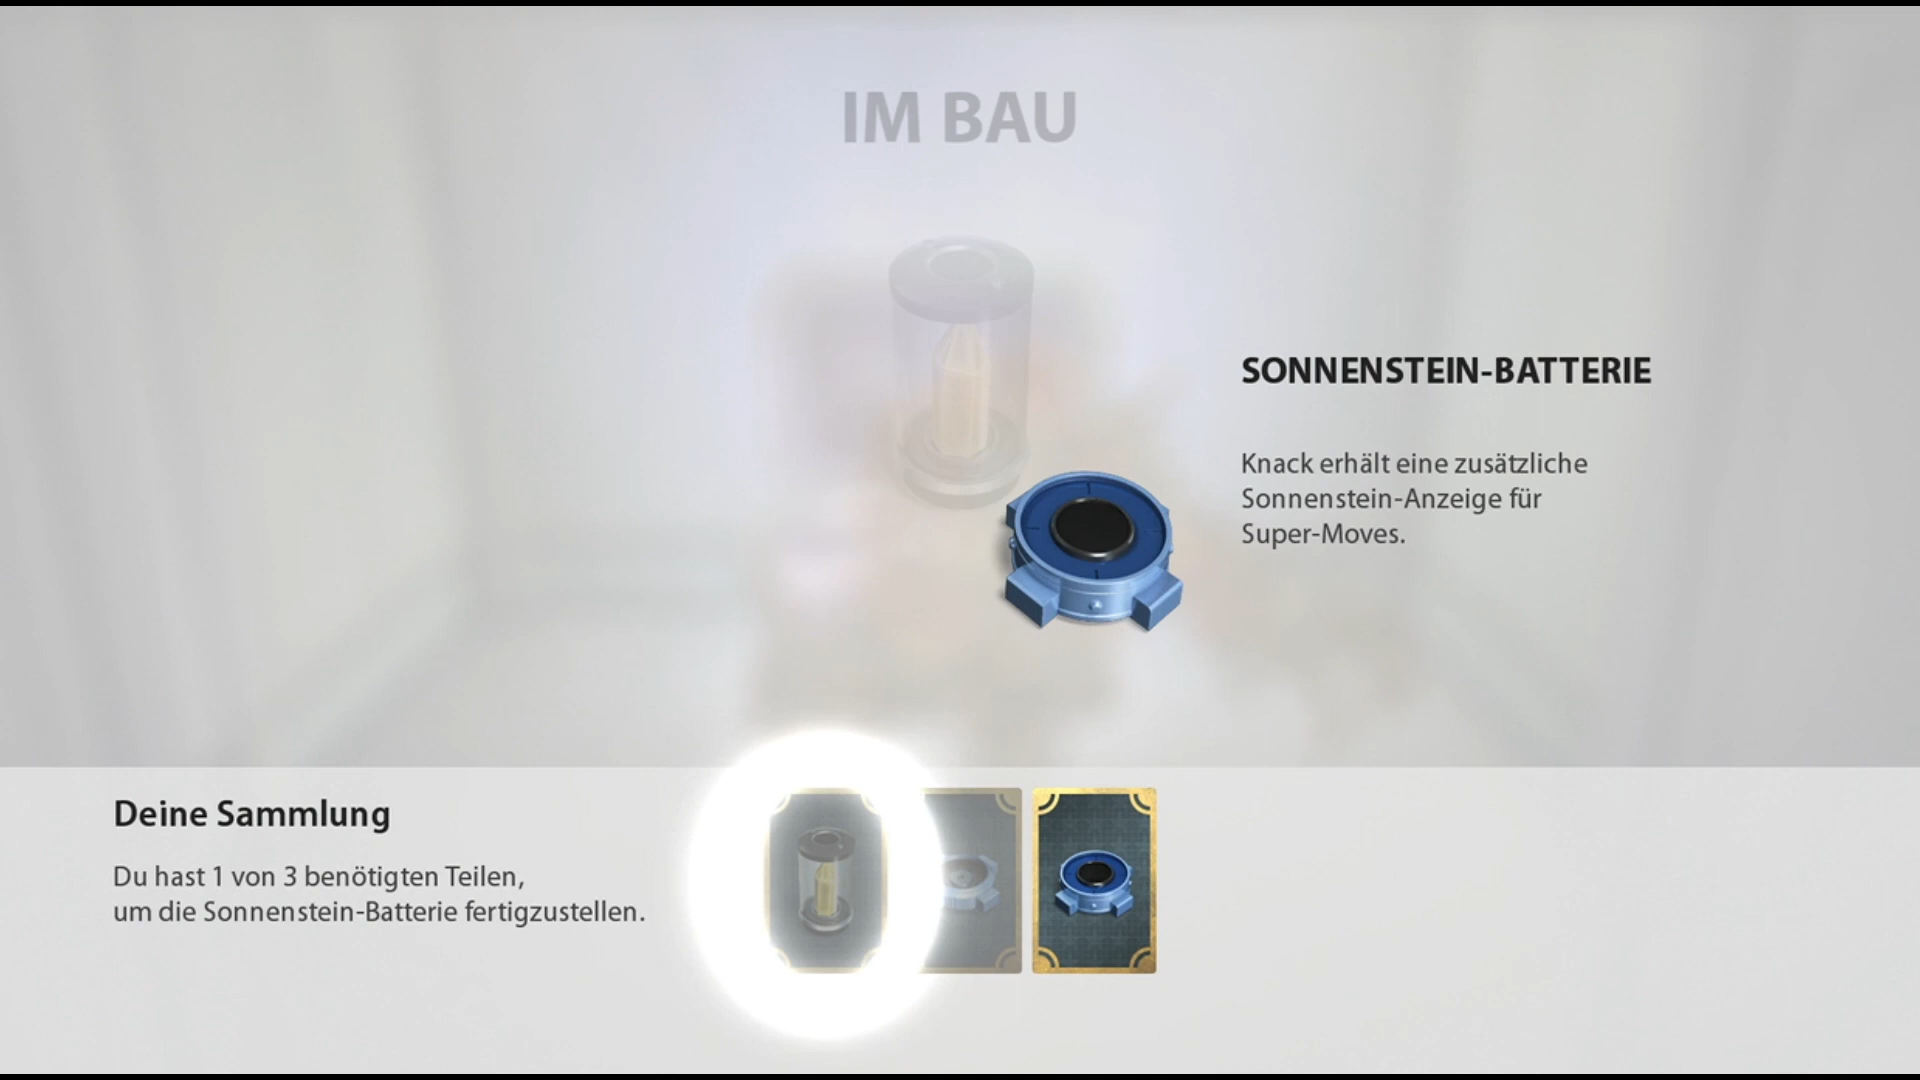 IM BAU
SONNENSTEIN-BATTERIE
Knack erhält eine zusätzliche
Sonnenstein-Anzeige für
Super-Moves.
Deine Sammlung
Du hast 1 von 3 benötigten Teilen,
um die Sonnenstein-Batterie fertigzustellen.